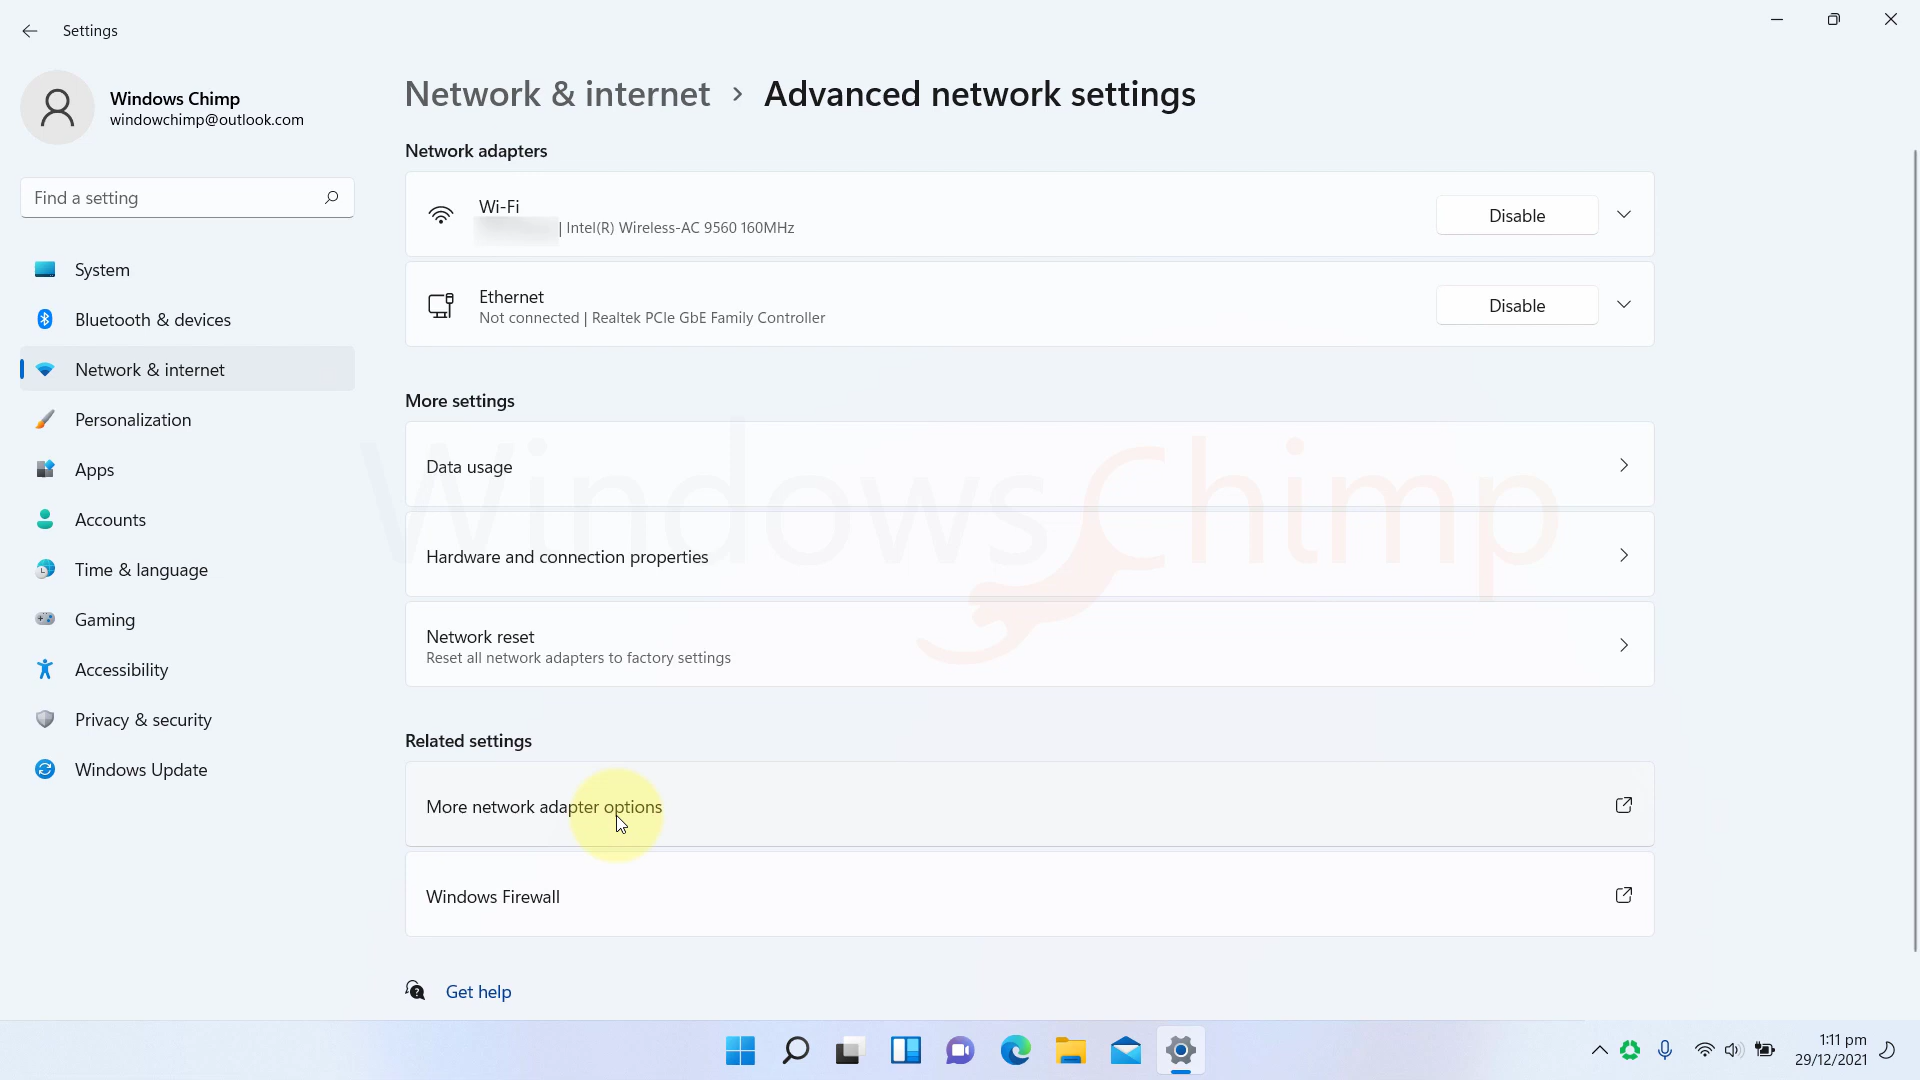 Settings
Windows Chimp
windowchimp@outlook.com
Find a setting
System
Bluetooth & devices
Network & internet
Personalization
Apps
Accounts
Time & language
Gaming
Accessibility
Privacy & security
Windows Update
Network & internet > Advanced network settings
Network adapters
Wi-Fi
| Intel(R) Wireless-AC 9560 160MHz
Disable
Ethernet
Not connected | Realtek PCIe GbE Family Controller
Disable
More settings
Data usage
Hardware and connection properties
Network reset
Reset all network adapters to factory settings
Related settings
More network adapter options
Windows Firewall
Get help
Windows Chimp
1:11 pm
29/12/2021